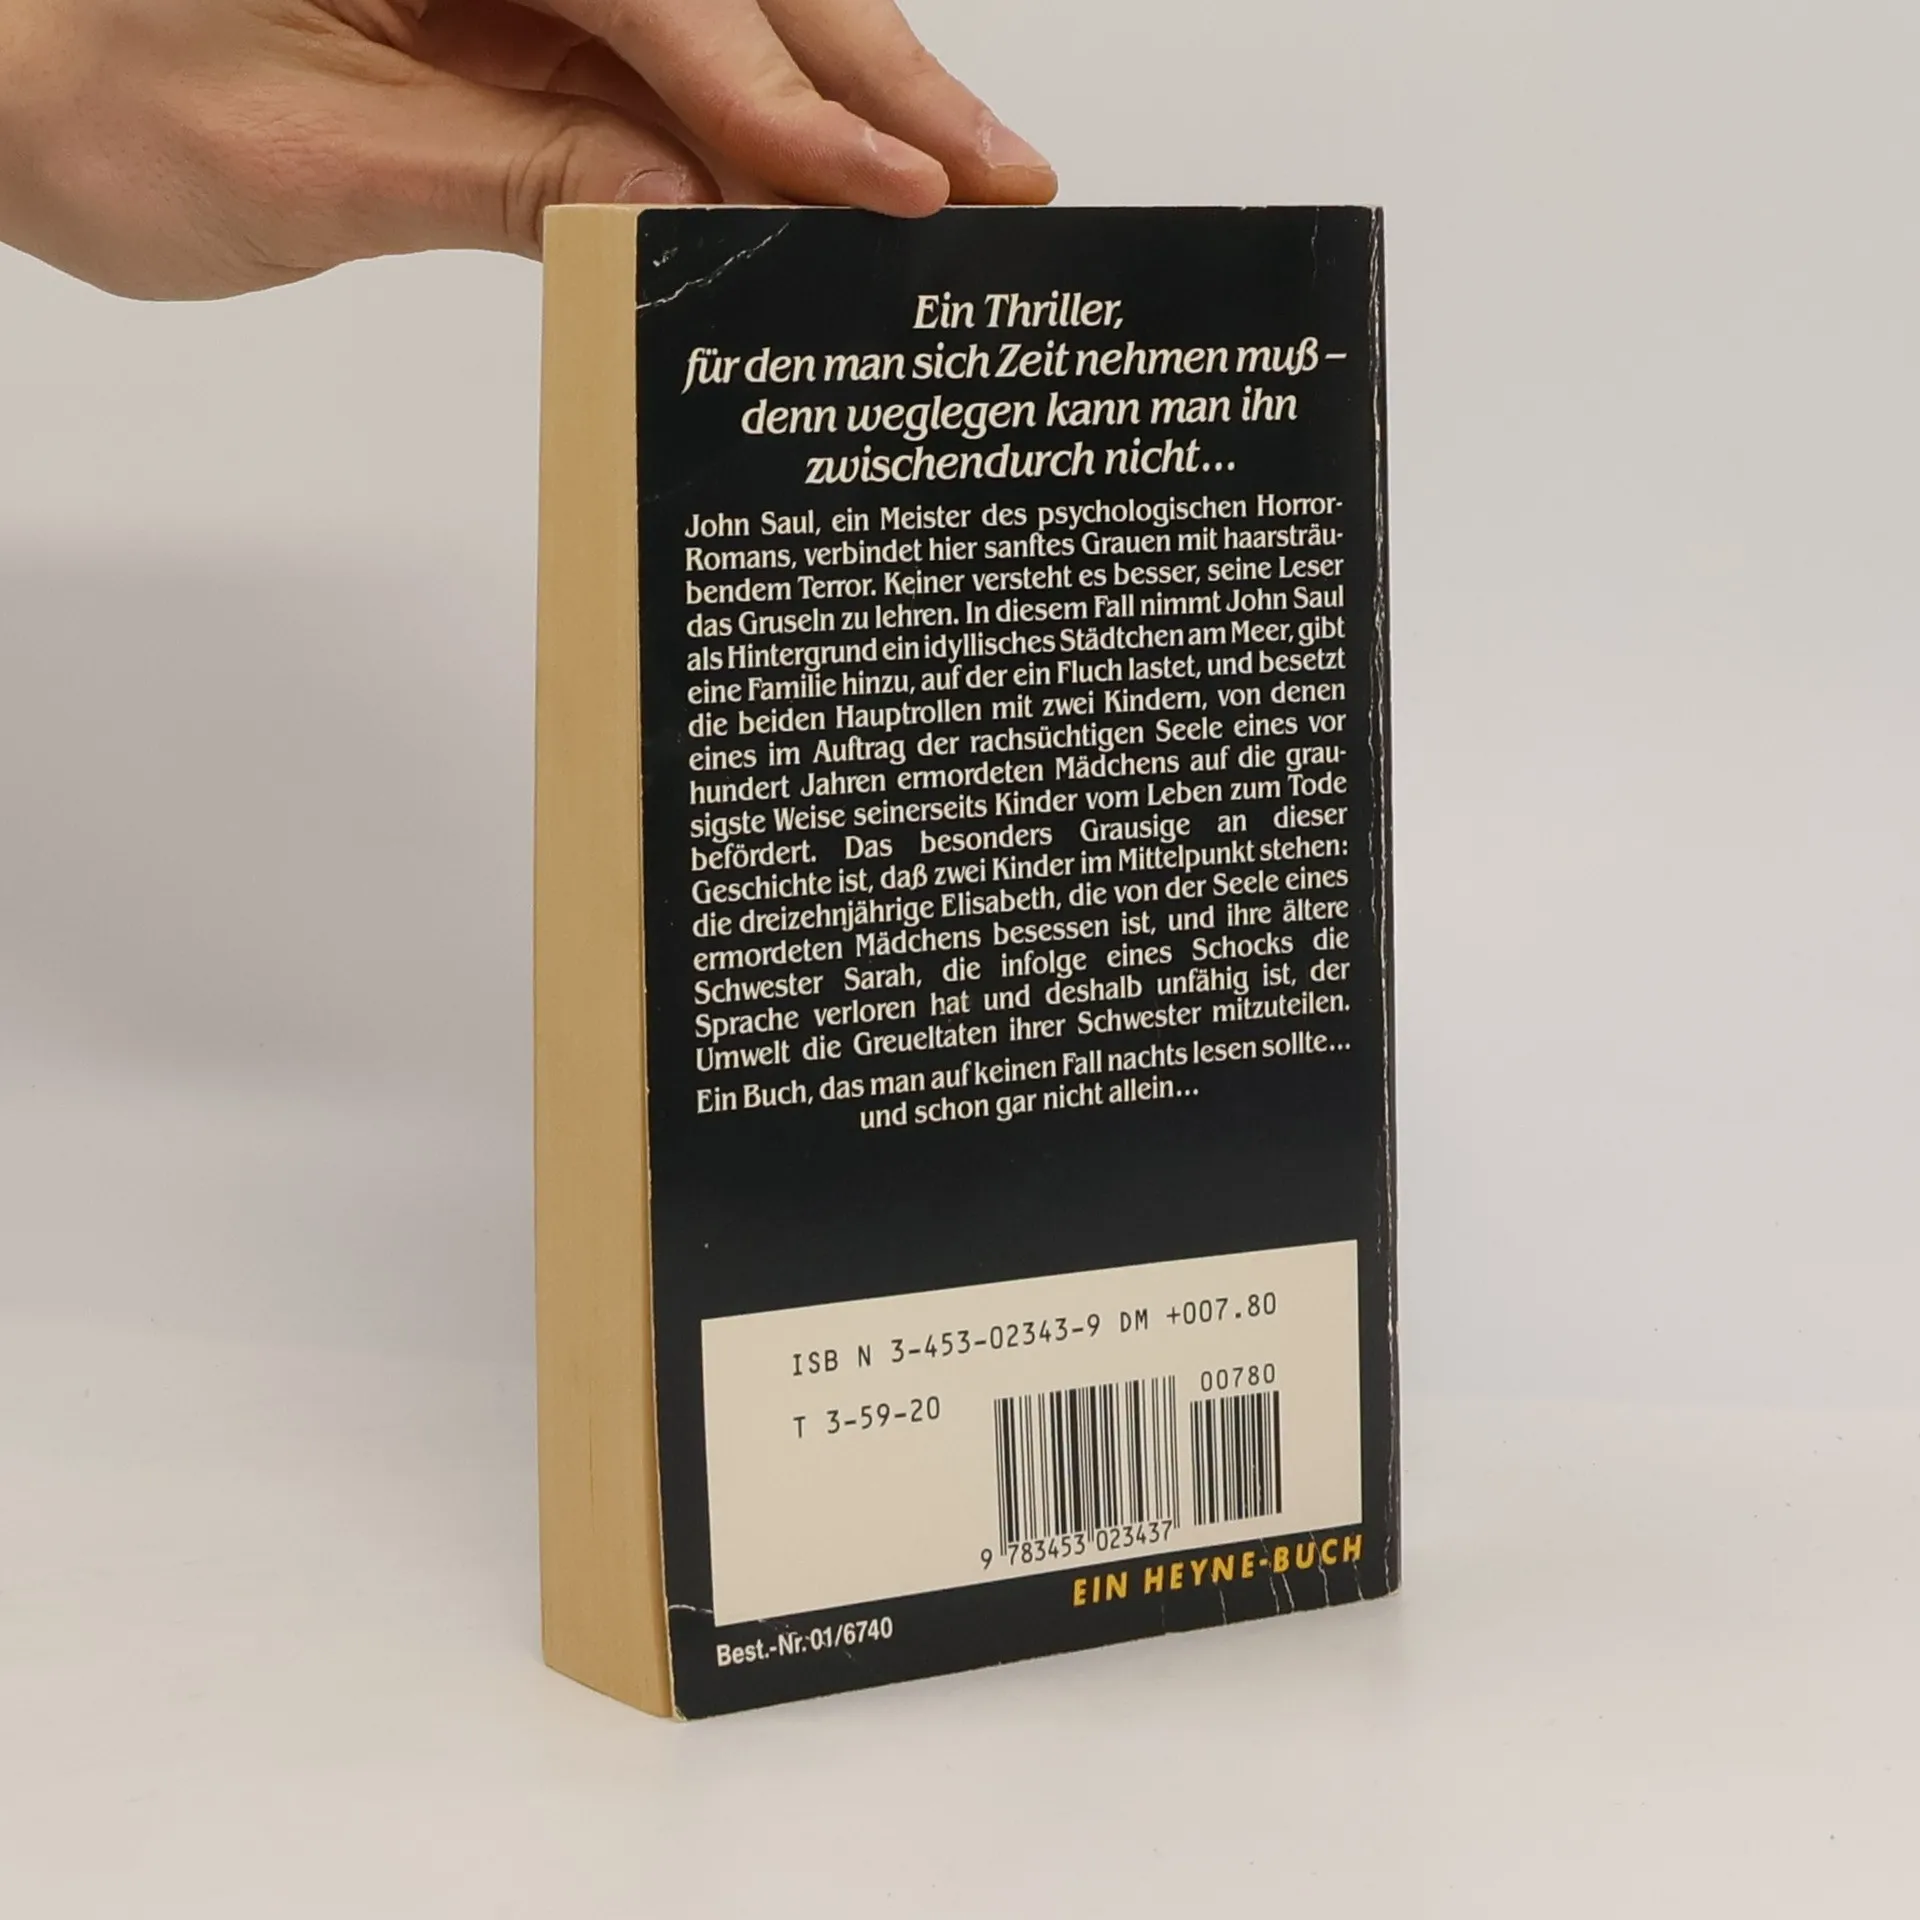 Ein Thriller,
für den man sich Zeit nehmen muß –
denn weglegen kann man ihn
zwischendurch nicht...
John Saul, ein Meister des psychologischen Horror-
Romans, verbindet hier sanftes Grauen mit haarsträu-
bendem Terror. Keiner versteht es besser, seine Leser
das Gruseln zu lehren. In diesem Fall nimmt John Saul
als Hintergrund ein idyllisches Städtchen am Meer, gibt
eine Familie hinzu, auf der ein Fluch lastet, und besetzt
die beiden Hauptrollen mit zwei Kindern, von denen
eines im Auftrag der rachsüchtigen Seele eines vor
hundert Jahren ermordeten Mädchens auf die grau-
sigste Weise seinerseits Kinder vom Leben zum Tode
befördert. Das besonders Grausige an dieser
Geschichte ist, daß zwei Kinder im Mittelpunkt stehen:
die dreizehnjährige Elisabeth, die von der Seele eines
ermordeten Mädchens besessen ist, und ihre ältere
Schwester Sarah, die infolge eines Schocks die
Sprache verloren hat und deshalb unfähig ist, der
Umwelt die Greueltaten ihrer Schwester mitzuteilen.
Ein Buch, das man auf keinen Fall nachts lesen sollte...
und schon gar nicht allein...
ISB N 3-453-02343-9 DM +007.80
T 3-59-20
00780
9 783453 023437
EIN HEYNE-BUCH
Best.-Nr. 01/6740